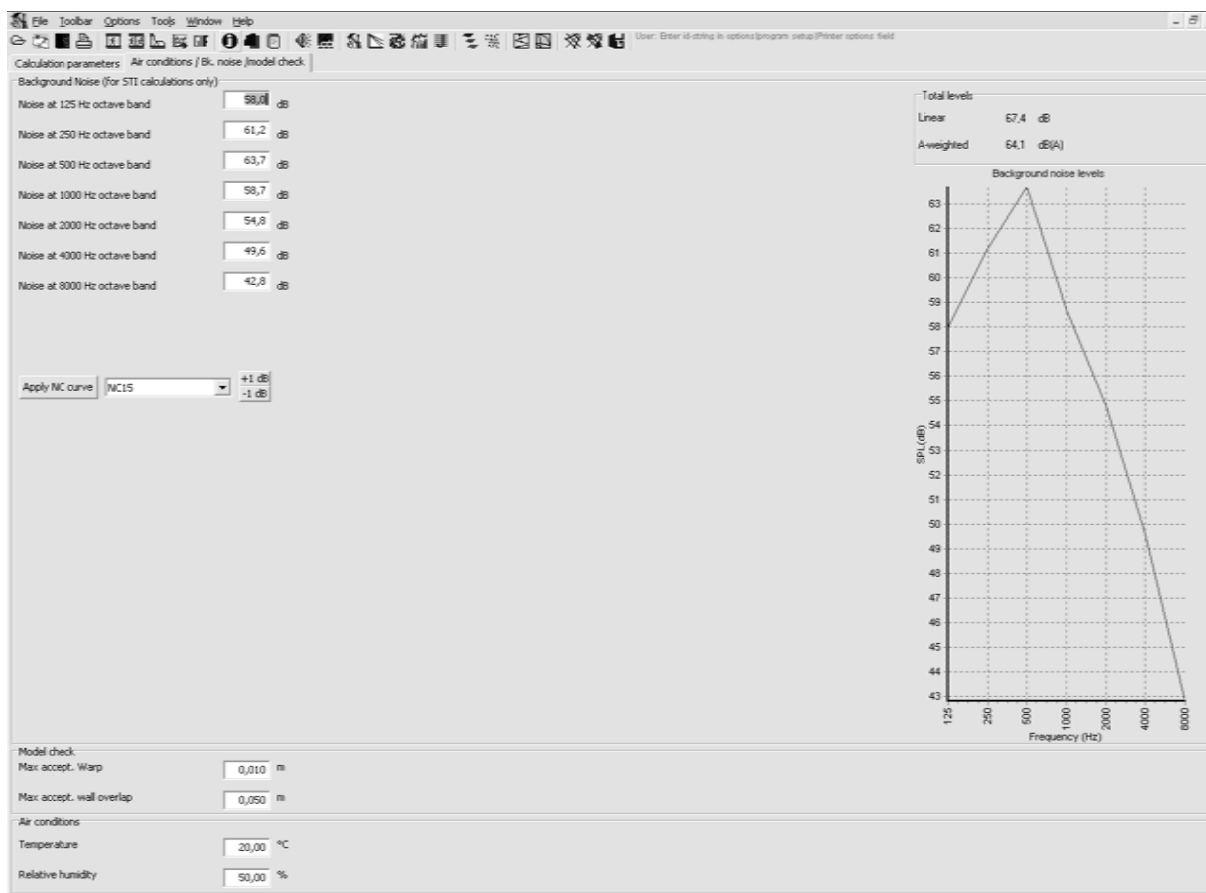 File Toolbar Options Tools Window Help
User: Enter id-string in options|program setup|Printer options field
Calculation parameters Air conditions / Bk. noise /model check
Background Noise (for STI calculations only)
Noise at 125 Hz octave band 58,0 dB
Noise at 250 Hz octave band 61,2 dB
Noise at 500 Hz octave band 63,7 dB
Noise at 1000 Hz octave band 58,7 dB
Noise at 2000 Hz octave band 54,8 dB
Noise at 4000 Hz octave band 49,6 dB
Noise at 8000 Hz octave band 42,8 dB
Apply NC curve NC15 +1 dB
-1 dB
Total levels
Linear 67,4 dB
A-weighted 64,1 dB(A)
Background noise levels
63
62
61
60
59
58
57
56
55
54
53
52
51
50
49
48
47
46
45
44
43
SPL(dB)
125 250 500 1000 2000 4000 8000
Frequency (Hz)
Model check
Max accept. Warp 0,010 m
Max accept. wall overlap 0,050 m
Air conditions
Temperature 20,00 °C
Relative humidity 50,00 %